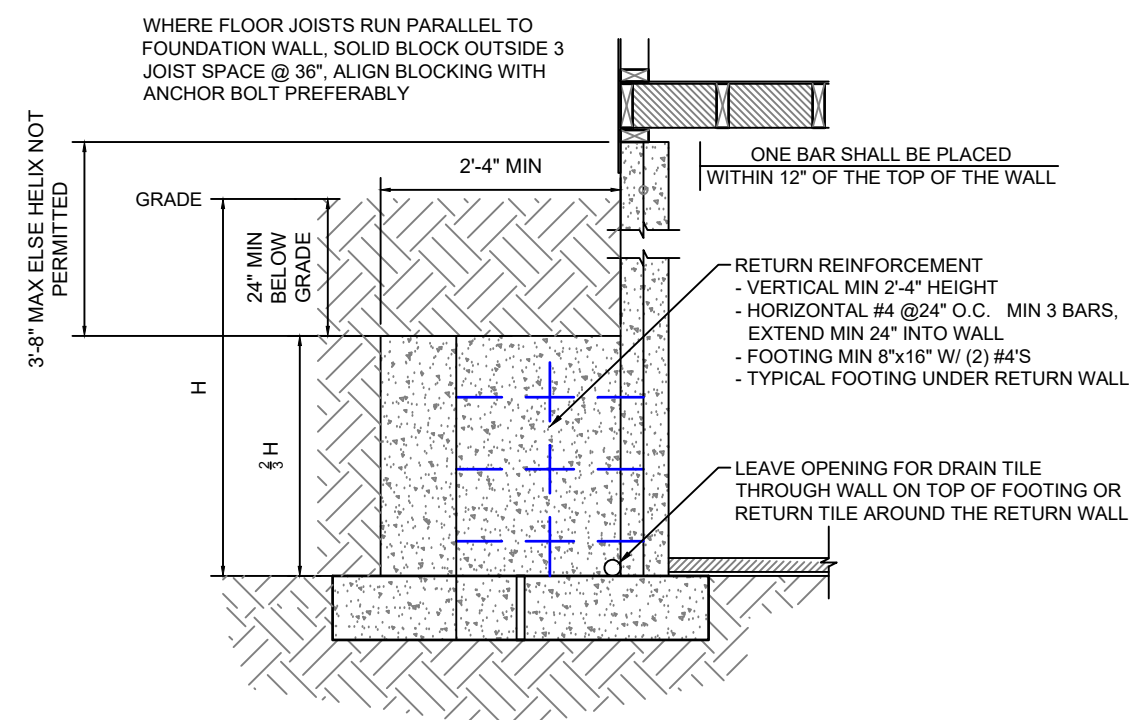 WHERE FLOOR JOISTS RUN PARALLEL TO
FOUNDATION WALL, SOLID BLOCK OUTSIDE 3
JOIST SPACE @ 36", ALIGN BLOCKING WITH
ANCHOR BOLT PREFERABLY
3'-8" MAX ELSE HELIX NOT
PERMITTED
2'-4" MIN
ONE BAR SHALL BE PLACED
WITHIN 12" OF THE TOP OF THE WALL
GRADE
24" MIN
BELOW
GRADE
RETURN REINFORCEMENT
- VERTICAL MIN 2'-4" HEIGHT
- HORIZONTAL #4 @24" O.C. MIN 3 BARS,
EXTEND MIN 24" INTO WALL
- FOOTING MIN 8"x16" W/ (2) #4'S
- TYPICAL FOOTING UNDER RETURN WALL
H
2/3 H
LEAVE OPENING FOR DRAIN TILE
THROUGH WALL ON TOP OF FOOTING OR
RETURN TILE AROUND THE RETURN WALL